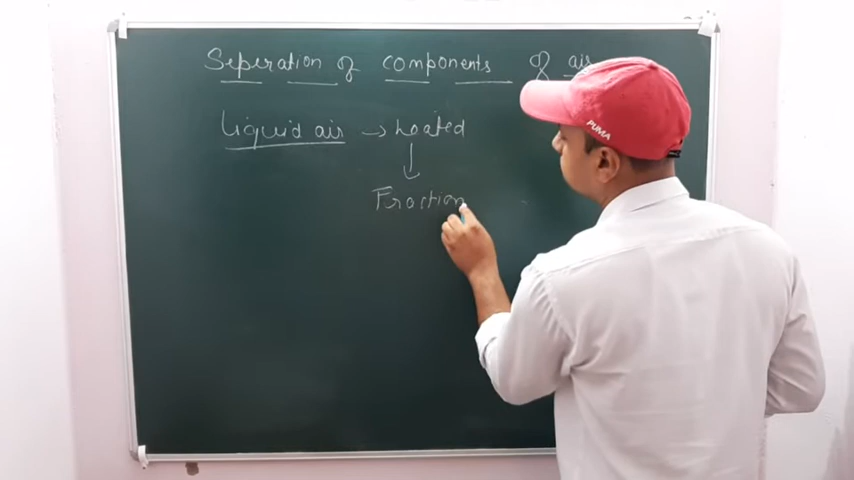 Seperation of components of air
Liquid air → Heated
Fraction
PUMA